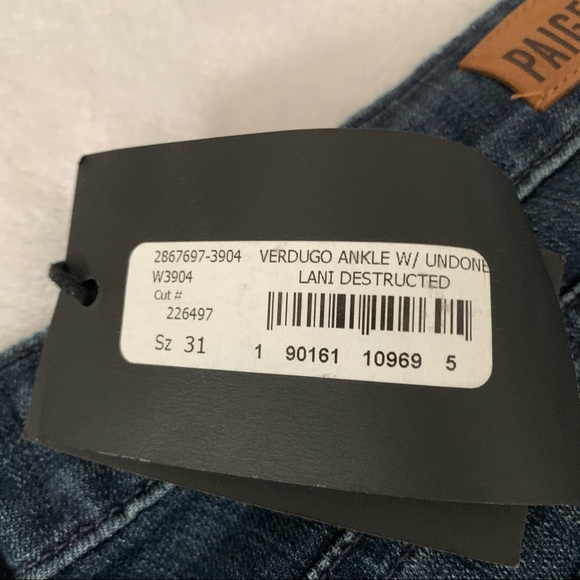 PAIGE
2867697-3904 VERDUGO ANKLE W/ UNDONE
W3904 LANI DESTRUCTED
Cut #
226497
Sz 31
1 90161 10969 5